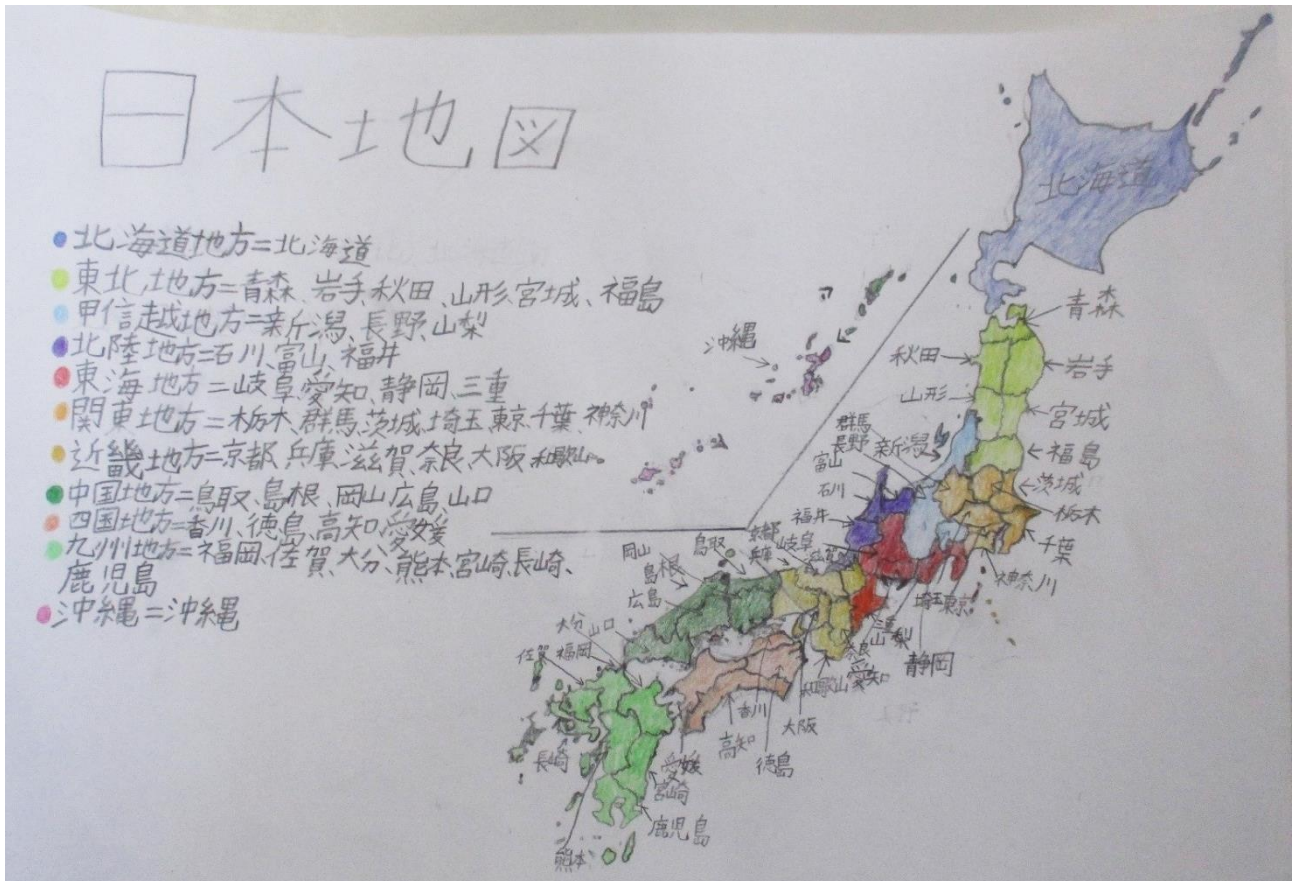 日本地図
北海道地方=北海道
東北地方=青森、岩手、秋田、山形、宮城、福島
甲信越地方=新潟、長野、山梨
北陸地方=石川、富山、福井
東海地方=岐阜、愛知、静岡、三重
関東地方=栃木、群馬、茨城、埼玉、東京、千葉、神奈川
近畿地方=京都、兵庫、滋賀、奈良、大阪、和歌山
中国地方=鳥取、島根、岡山、広島、山口
四国地方=香川、徳島、高知、愛媛
九州地方=福岡、佐賀、大分、熊本、宮崎、長崎、
鹿児島
沖縄=沖縄
北海道
青森
秋田
岩手
山形
宮城
群馬
長野
新潟
福島
富山
茨城
石川
栃木
福井
千葉
京都
鳥取
岡山
兵庫
岐阜
滋賀
神奈川
島根
広島
埼玉
東京
大分
山口
三重
山梨
佐賀
福岡
奈良
静岡
和歌山
愛知
香川
大阪
高知
徳島
長崎
愛媛
宮崎
鹿児島
熊本
沖縄